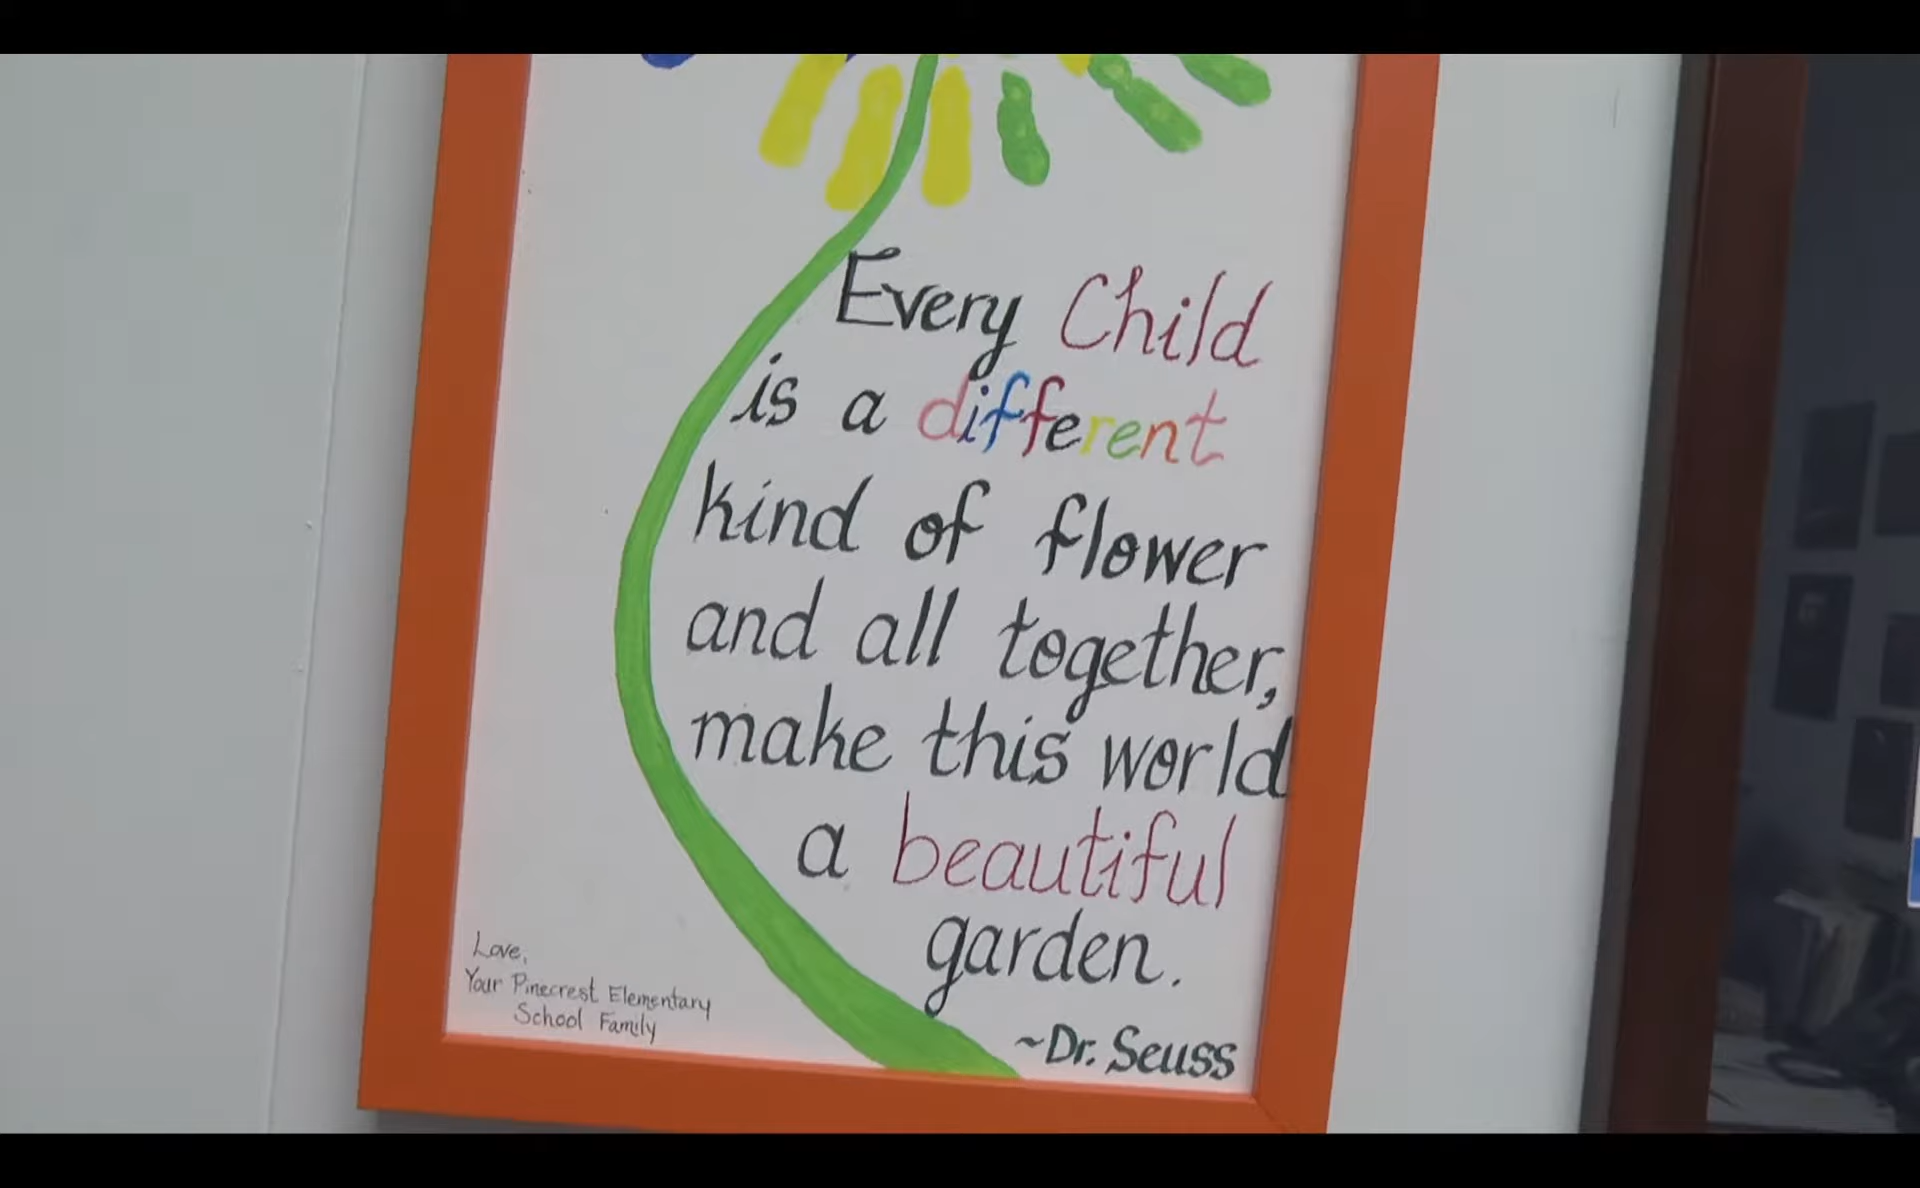 Every Child
is a different
kind of flower
and all together,
make this world
a beautiful
garden.
~Dr. Seuss
Love,
Your Pinecrest Elementary
School Family